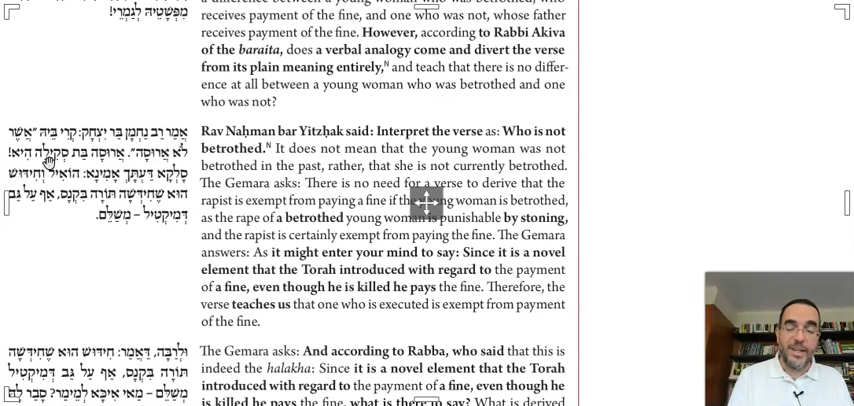 a difference between a young woman who was betrothed, who
receives payment of the fine, and one who was not, whose father
receives payment of the fine. However, according to Rabbi Akiva
of the baraita, does a verbal analogy come and divert the verse
from its plain meaning entirely,N and teach that there is no differ-
ence at all between a young woman who was betrothed and one
who was not?
מִפְּשָׁטֵיהּ לְגַמְרֵי!
Rav Naḥman bar Yitzḥak said: Interpret the verse as: Who is not
betrothed.N It does not mean that the young woman was not
betrothed in the past, rather, that she is not currently betrothed.
The Gemara asks: There is no need for a verse to derive that the
rapist is exempt from paying a fine if the young woman is betrothed,
as the rape of a betrothed young woman is punishable by stoning,
and the rapist is certainly exempt from paying the fine. The Gemara
answers: As it might enter your mind to say: Since it is a novel
element that the Torah introduced with regard to the payment
of a fine, even though he is killed he pays the fine. Therefore, the
verse teaches us that one who is executed is exempt from payment
of the fine.
אָמַר רַב נַחְמָן בַּר יִצְחָק: קְרִי בֵּיהּ ״אֲשֶׁר
לֹא אֲרוּסָה״. אֲרוּסָה בַּת סְקִילָה הִיא!
סָלְקָא דַּעְתָּךְ אָמֵינָא: הוֹאִיל וְחִידּוּשׁ
הוּא שֶׁחִידְּשָׁה תּוֹרָה בִּקְנָס, אַף עַל גַּב
דְּמִיקְּטִיל – מְשַׁלֵּם.
The Gemara asks: And according to Rabba, who said that this is
indeed the halakha: Since it is a novel element that the Torah
introduced with regard to the payment of a fine, even though he
is killed he pays the fine, what is there to say? What is derived
וּלְרַבָּה, דְּאָמַר: חִידּוּשׁ הוּא שֶׁחִידְּשָׁה
תּוֹרָה בִּקְנָס, אַף עַל גַּב דְּמִיקְּטִיל
מְשַׁלֵּם – מַאי אִיכָּא לְמֵימַר? סָבַר לַהּ